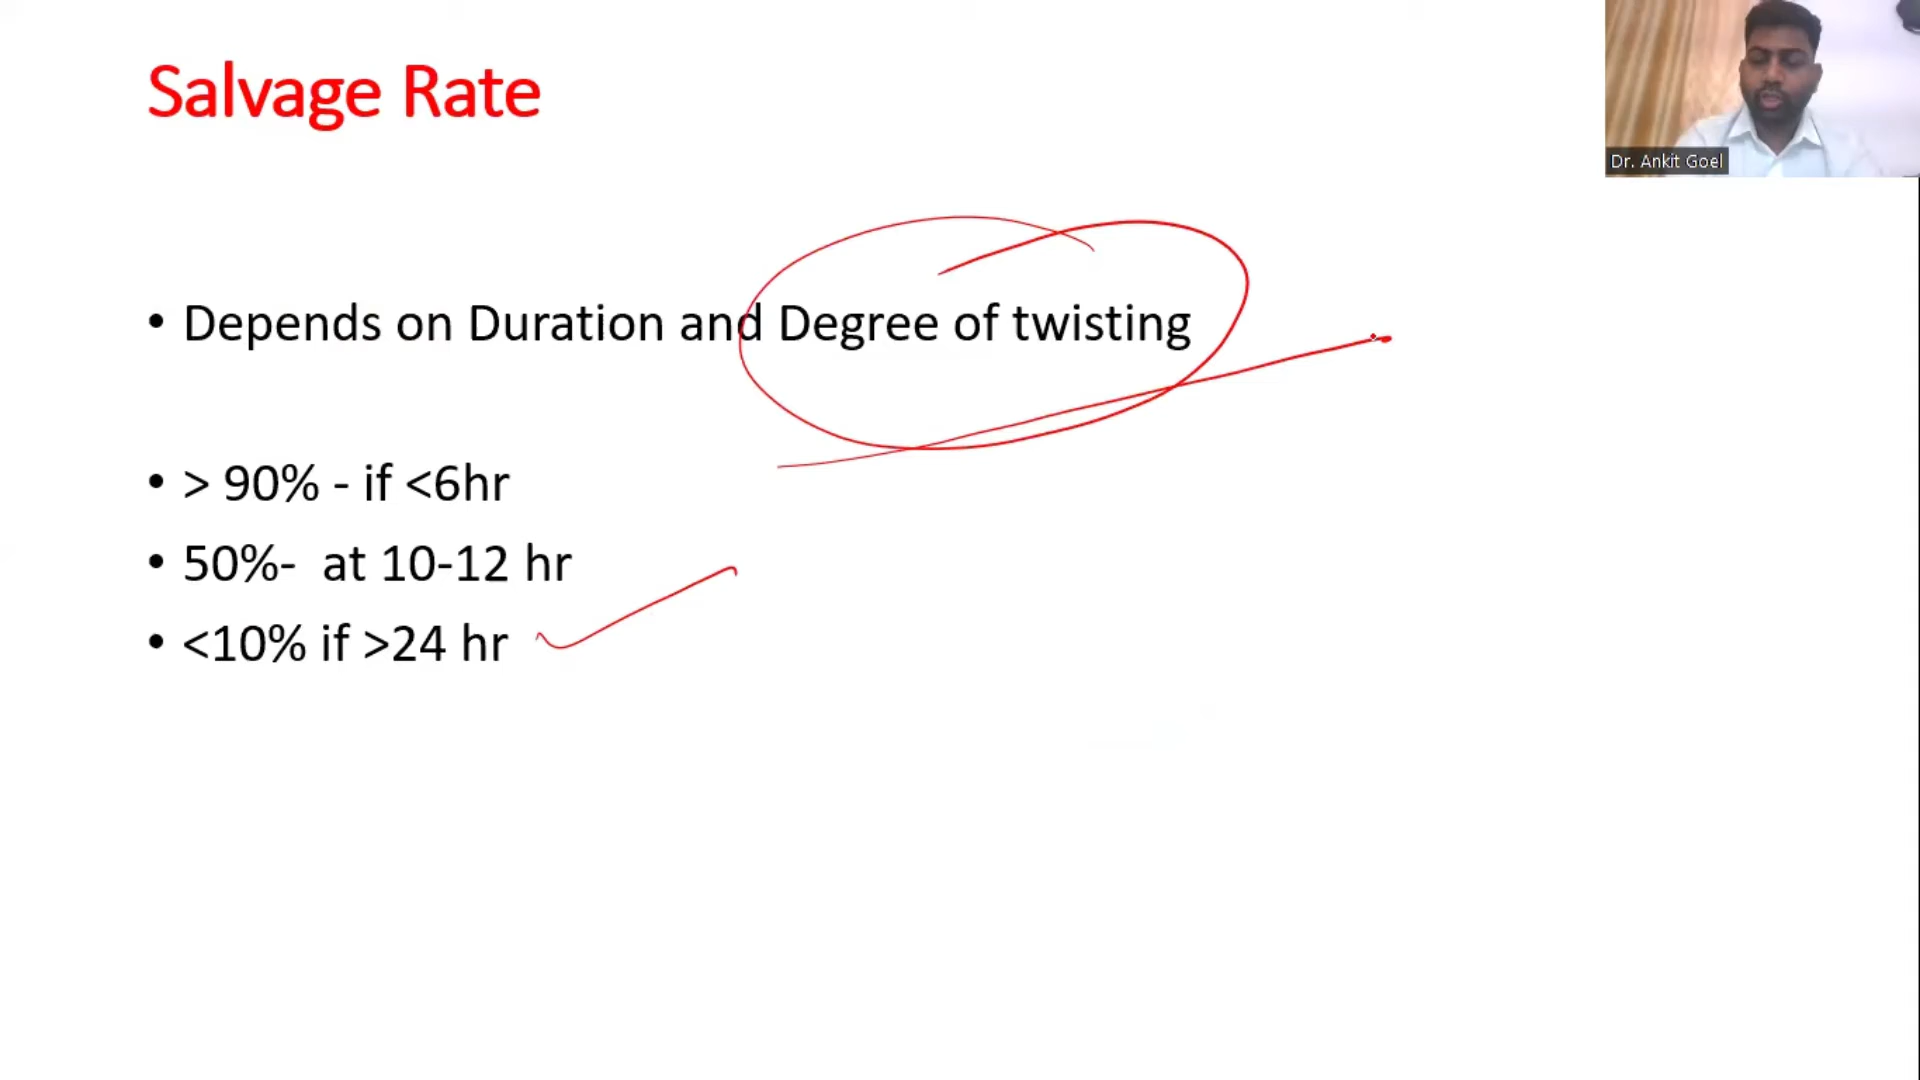 Salvage Rate
Dr. Ankit Goel
• Depends on Duration and Degree of twisting
• > 90% - if <6hr
• 50%- at 10-12 hr
• <10% if >24 hr